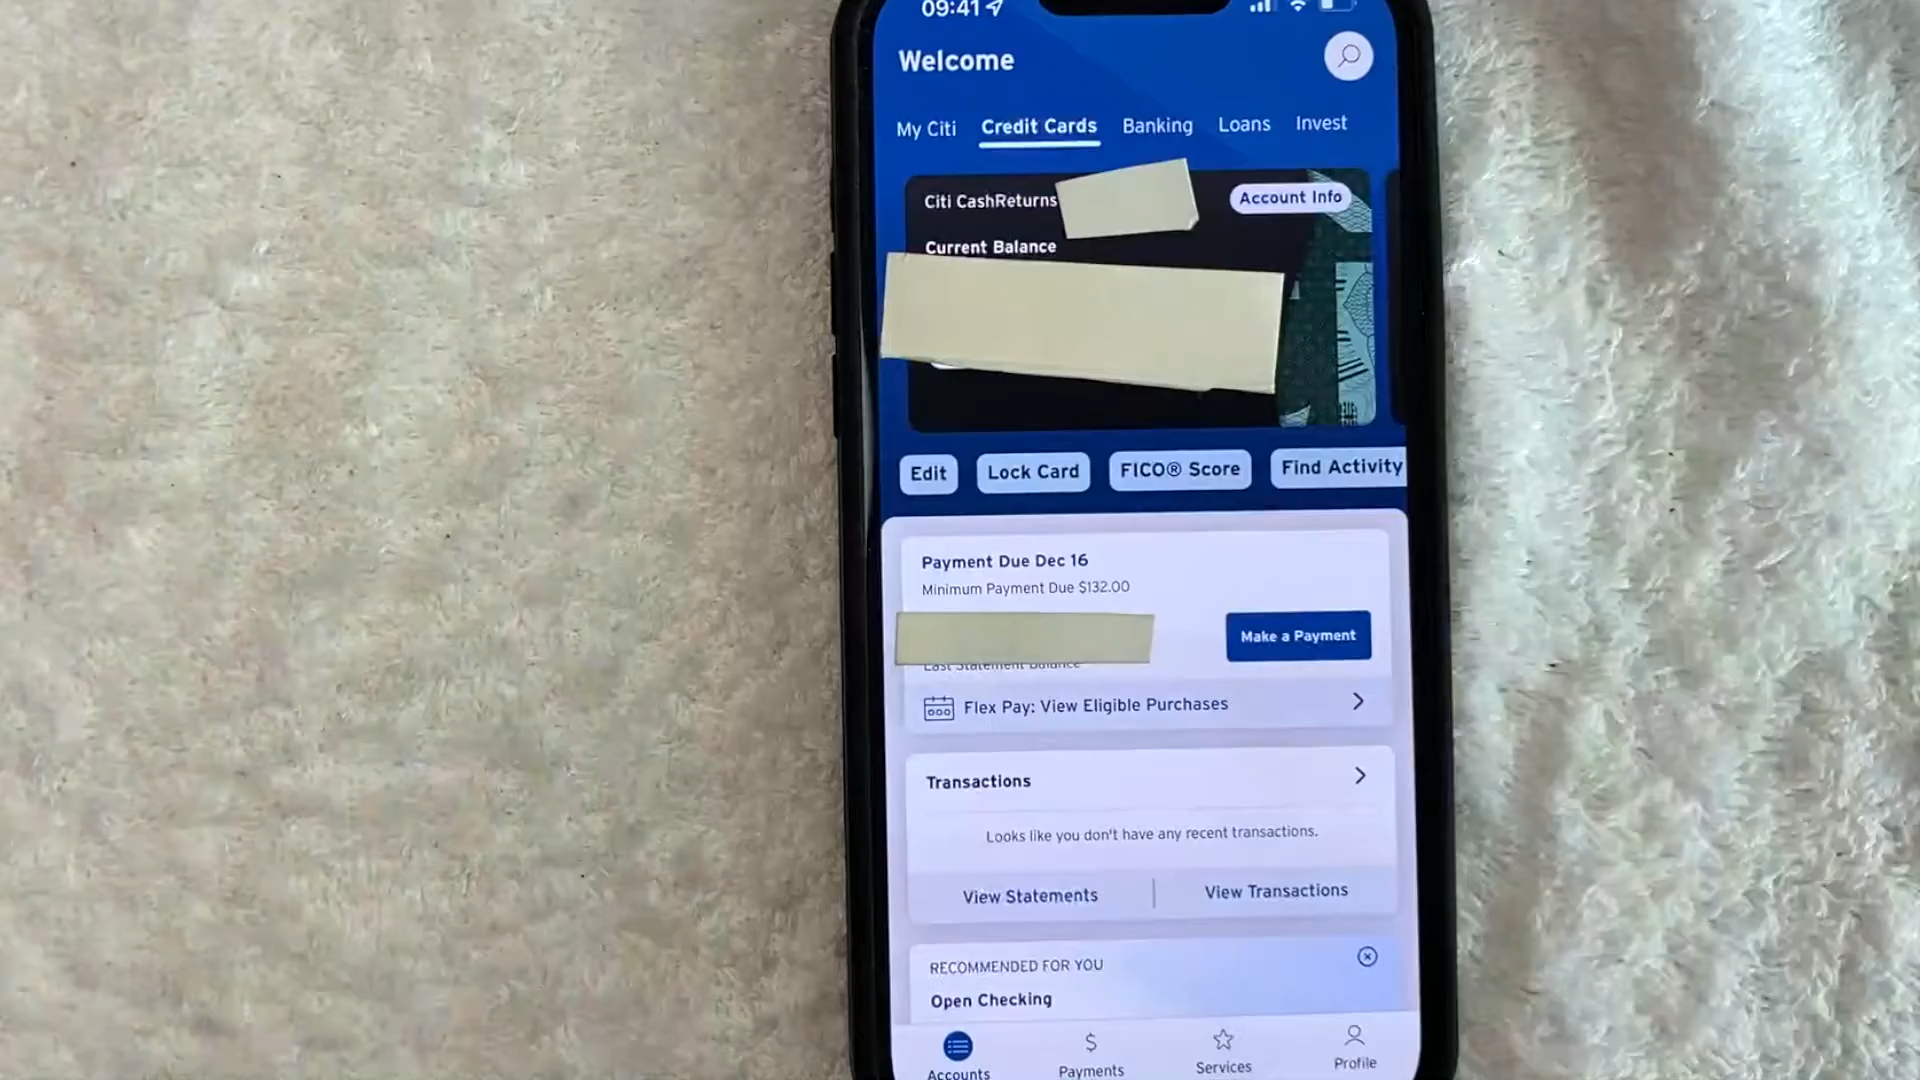 09:41
Welcome
My Citi Credit Cards Banking Loans Invest
Citi CashReturns
Account Info
Current Balance
Edit Lock Card FICO® Score Find Activity
Payment Due Dec 16
Minimum Payment Due $132.00
Make a Payment
Last Statement Balance
Flex Pay: View Eligible Purchases
Transactions
Looks like you don't have any recent transactions.
View Statements View Transactions
RECOMMENDED FOR YOU
Open Checking
Accounts Payments Services Profile